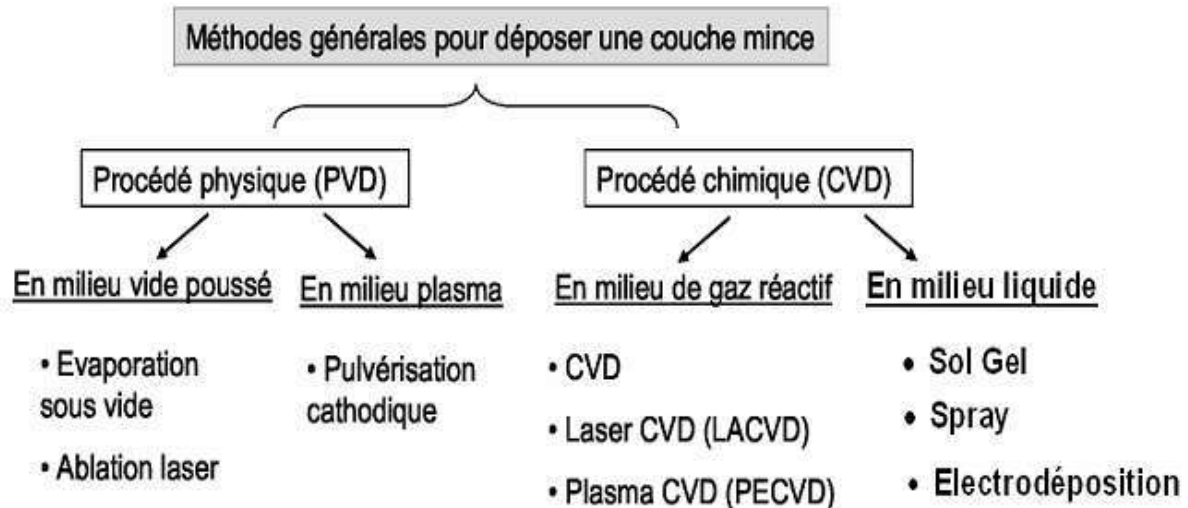 Méthodes générales pour déposer une couche mince
Procédé physique (PVD)
Procédé chimique (CVD)
En milieu vide poussé
• Evaporation
sous vide
• Ablation laser
En milieu plasma
• Pulvérisation
cathodique
En milieu de gaz réactif
• CVD
• Laser CVD (LACVD)
• Plasma CVD (PECVD)
En milieu liquide
• Sol Gel
• Spray
• Electrodéposition